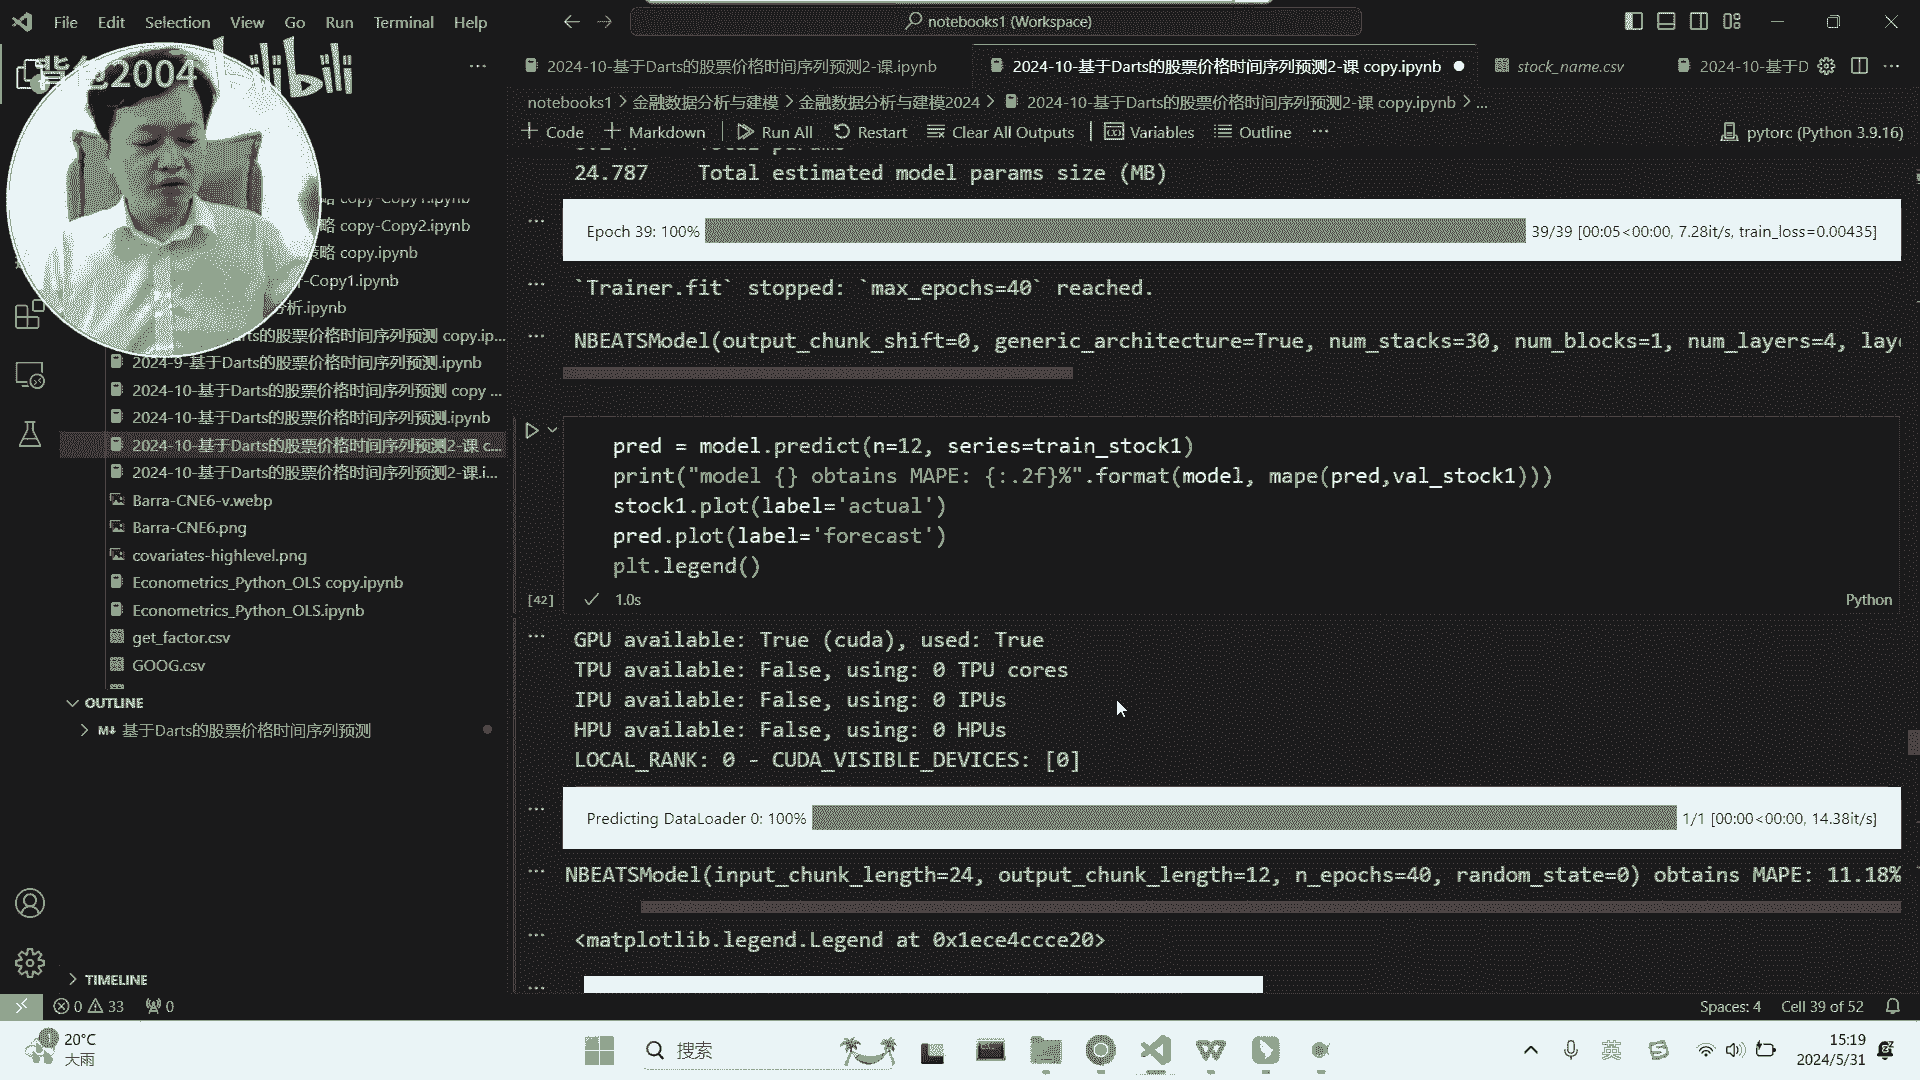 File Edit Selection View Go Run Terminal Help
notebooks1 (Workspace)
2004 bilibili
2024-10-基于Darts的股票价格时间序列预测2-课.ipynb
2024-10-基于Darts的股票价格时间序列预测2-课 copy.ipynb
stock_name.csv
2024-10-基于D
notebooks1 > 金融数据分析与建模 > 金融数据分析与建模2024 > 2024-10-基于Darts的股票价格时间序列预测2-课 copy.ipynb > ...
+ Code + Markdown Run All Restart Clear All Outputs Variables Outline ...
pytorc (Python 3.9.16)
略 copy-Copy1.ipynb
略 copy-Copy2.ipynb
策略 copy.ipynb
-Copy1.ipynb
分析.ipynb
的股票价格时间序列预测 copy.ip...
2024-9-基于Darts的股票价格时间序列预测.ipynb
2024-10-基于Darts的股票价格时间序列预测 copy ...
2024-10-基于Darts的股票价格时间序列预测.ipynb
2024-10-基于Darts的股票价格时间序列预测2-课 c...
2024-10-基于Darts的股票价格时间序列预测2-课.i...
Barra-CNE6-v.webp
Barra-CNE6.png
covariates-highlevel.png
Econometrics_Python_OLS copy.ipynb
Econometrics_Python_OLS.ipynb
get_factor.csv
GOOG.csv
OUTLINE
基于Darts的股票价格时间序列预测
TIMELINE
24.787 Total estimated model params size (MB)
Epoch 39: 100% 39/39 [00:05<00:00, 7.28it/s, train_loss=0.00435]
`Trainer.fit` stopped: `max_epochs=40` reached.
NBEATSModel(output_chunk_shift=0, generic_architecture=True, num_stacks=30, num_blocks=1, num_layers=4, laye
pred = model.predict(n=12, series=train_stock1)
print("model {} obtains MAPE: {:.2f}%".format(model, mape(pred,val_stock1)))
stock1.plot(label='actual')
pred.plot(label='forecast')
plt.legend()
[42] 1.0s Python
GPU available: True (cuda), used: True
TPU available: False, using: 0 TPU cores
IPU available: False, using: 0 IPUs
HPU available: False, using: 0 HPUs
LOCAL_RANK: 0 - CUDA_VISIBLE_DEVICES: [0]
Predicting DataLoader 0: 100% 1/1 [00:00<00:00, 14.38it/s]
NBEATSModel(input_chunk_length=24, output_chunk_length=12, n_epochs=40, random_state=0) obtains MAPE: 11.18%
<matplotlib.legend.Legend at 0x1ece4ccce20>
0 33 0
Spaces: 4 Cell 39 of 52
20°C
大雨
搜索
英
15:19
2024/5/31